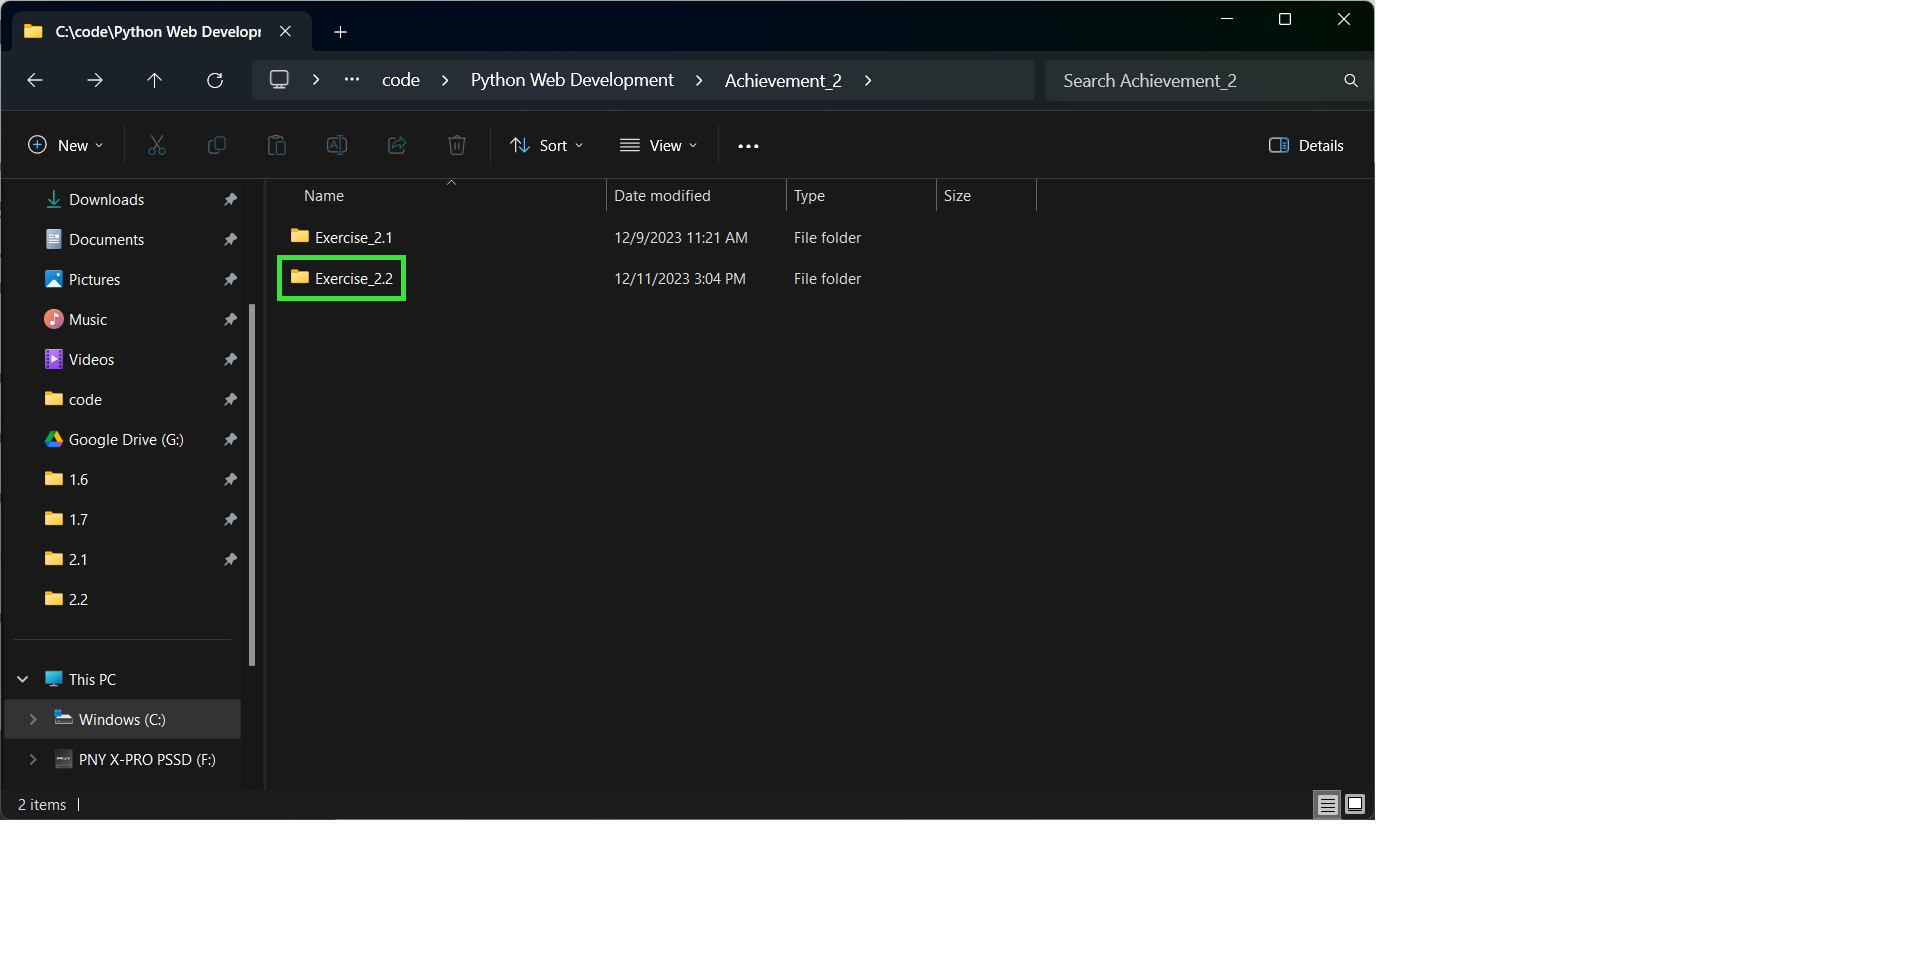 C:\code\Python Web Develop
code
Python Web Development
Achievement_2
Search Achievement_2
New
Sort
View
Details
Name
Date modified
Type
Size
Downloads
Documents
Pictures
Music
Videos
code
Google Drive (G:)
1.6
1.7
2.1
2.2
This PC
Windows (C:)
PNY X-PRO PSSD (F:)
Exercise_2.1 12/9/2023 11:21 AM File folder
Exercise_2.2 12/11/2023 3:04 PM File folder
2 items